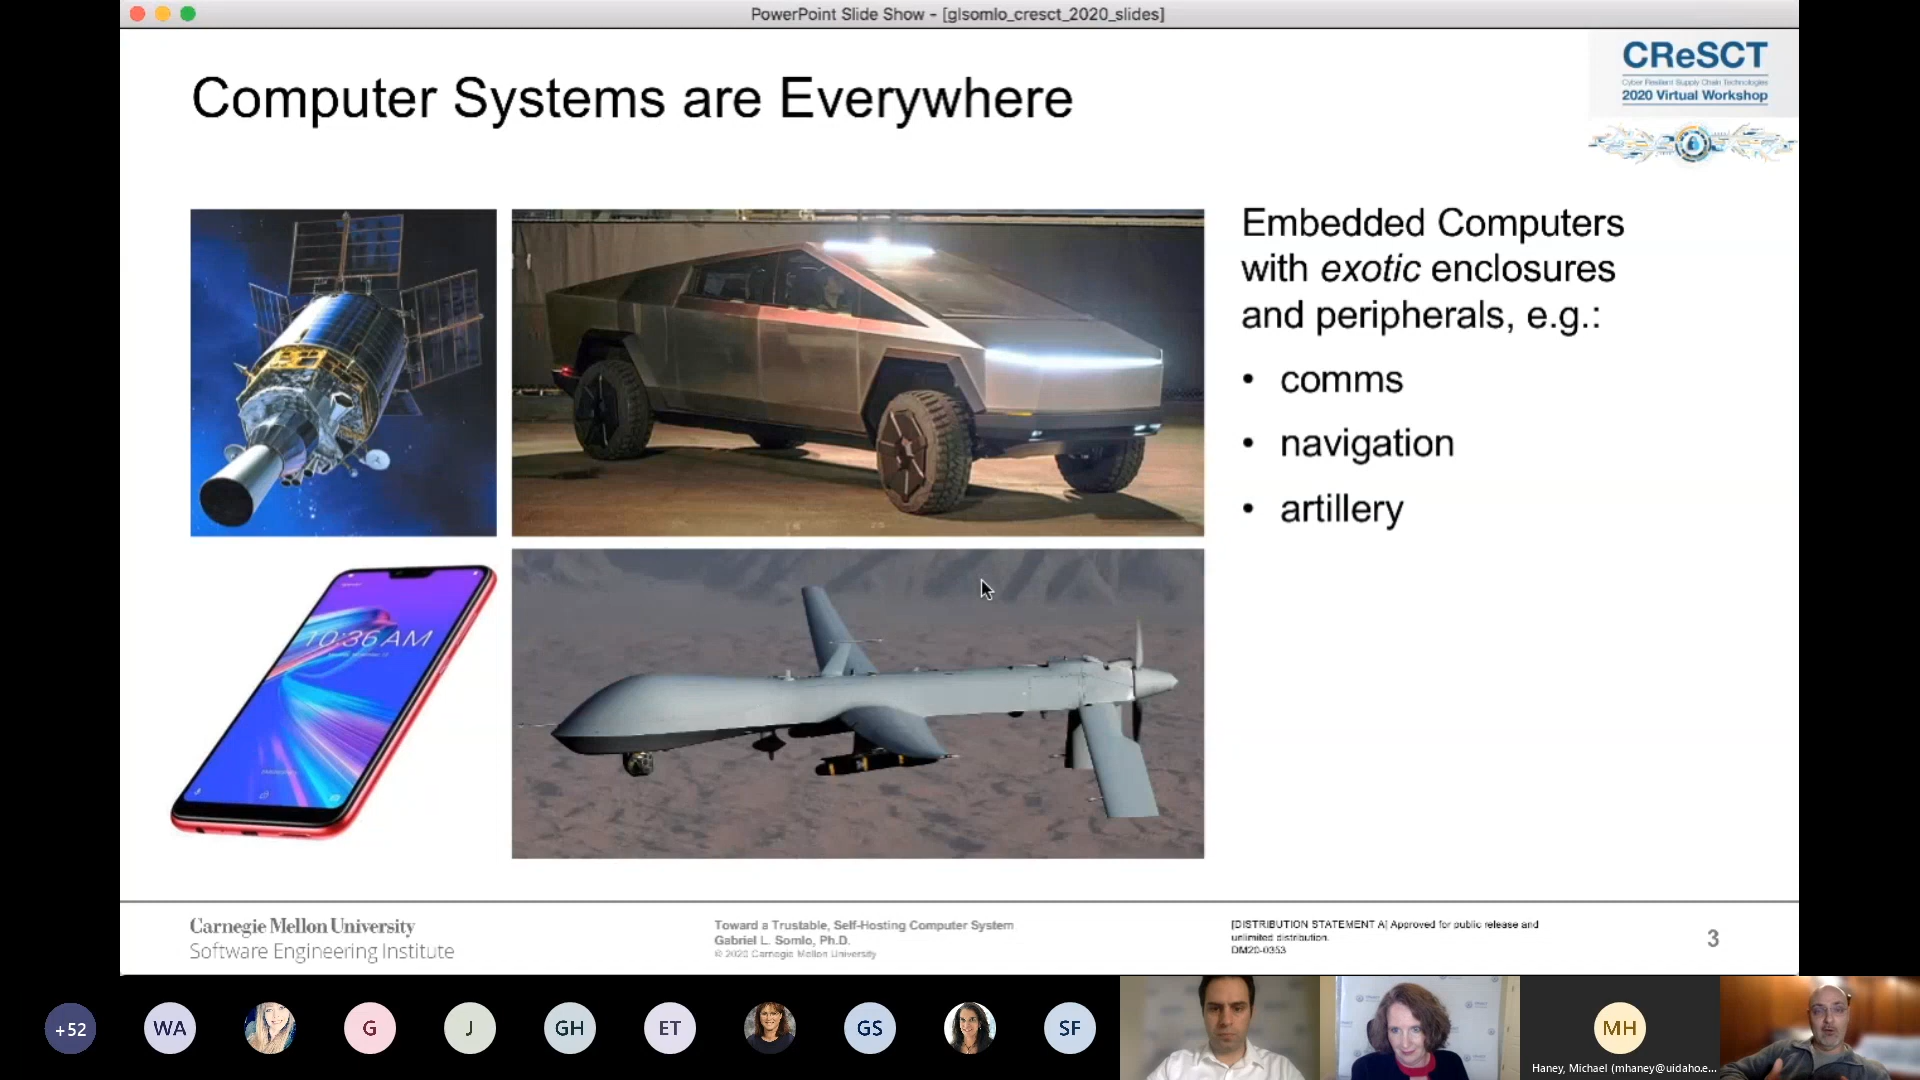 PowerPoint Slide Show - [glsomlo_cresct_2020_slides]
CReSCT
Cyber Resilient Supply Chain Technologies
2020 Virtual Workshop
Computer Systems are Everywhere
Embedded Computers
with exotic enclosures
and peripherals, e.g.:
• comms
• navigation
• artillery
10:36 AM
Carnegie Mellon University
Software Engineering Institute
Toward a Trustable, Self-Hosting Computer System
Gabriel L. Somlo, Ph.D.
© 2020 Carnegie Mellon University
[DISTRIBUTION STATEMENT A] Approved for public release and
unlimited distribution.
DM20-0353
3
+52
WA
G
J
GH
ET
GS
SF
MH
Haney, Michael (mhaney@uidaho.e...